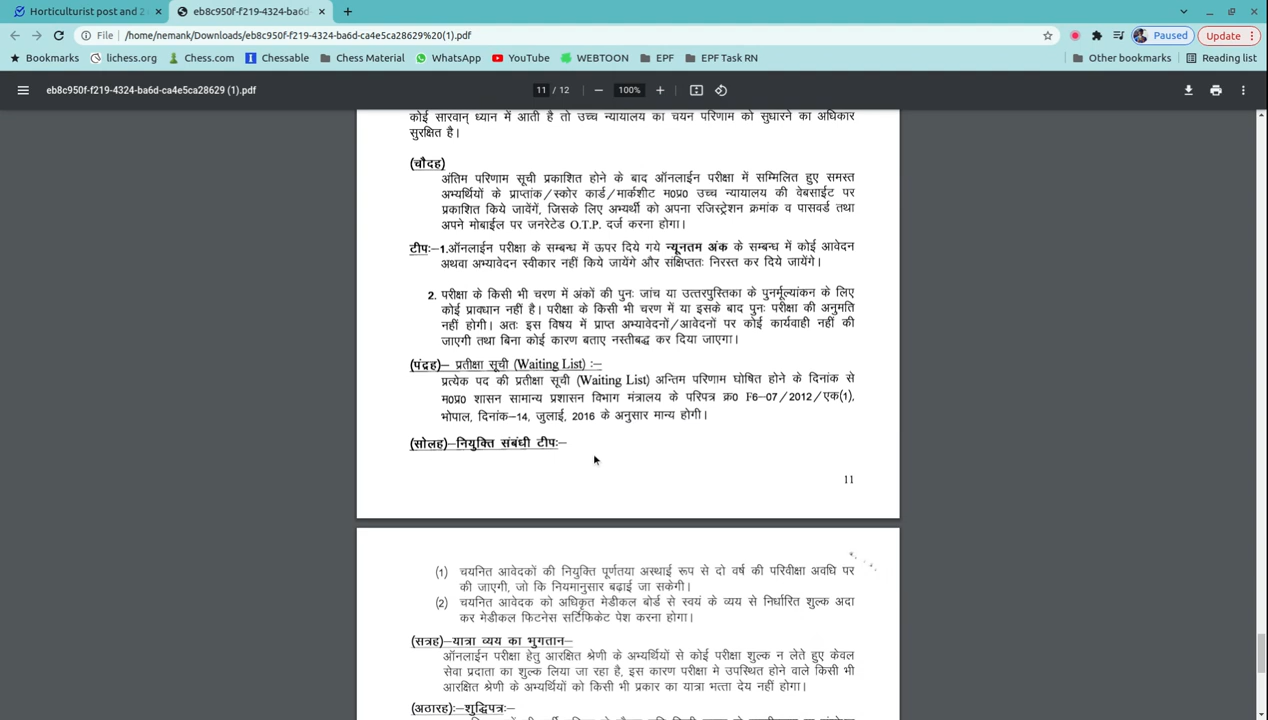 Horticulturist post and 2
eb8c950f-f219-4324-ba6d-
File /home/nemank/Downloads/eb8c950f-f219-4324-ba6d-ca4e5ca28629%20(1).pdf
Paused
Update
Bookmarks lichess.org Chess.com Chessable Chess Material WhatsApp YouTube WEBTOON EPF EPF Task RN Other bookmarks Reading list
eb8c950f-f219-4324-ba6d-ca4e5ca28629 (1).pdf 11 / 12 100%
कोई सारवान् ध्यान में आती है तो उच्च न्यायालय का चयन परिणाम को सुधारने का अधिकार
सुरक्षित है।
(चौदह)
अंतिम परिणाम सूची प्रकाशित होने के बाद ऑनलाईन परीक्षा में सम्मिलित हुए समस्त
अभ्यर्थियों के प्राप्तांक/स्कोर कार्ड/मार्कशीट म०प्र० उच्च न्यायालय की वेबसाईट पर
प्रकाशित किये जावेंगें, जिसके लिए अभ्यर्थी को अपना रजिस्ट्रेशन क्रमांक व पासवर्ड तथा
अपने मोबाईल पर जनरेटेड O.T.P. दर्ज करना होगा।
टीपः–1.ऑनलाईन परीक्षा के सम्बन्ध में ऊपर दिये गये न्यूनतम अंक के सम्बन्ध में कोई आवेदन
अथवा अभ्यावेदन स्वीकार नहीं किये जायेंगे और संक्षिप्ततः निरस्त कर दिये जायेंगे।
2. परीक्षा के किसी भी चरण में अंकों की पुनः जांच या उत्तरपुस्तिका के पुनर्मूल्यांकन के लिए
कोई प्रावधान नहीं है। परीक्षा के किसी भी चरण में या इसके बाद पुनः परीक्षा की अनुमति
नहीं होगी। अतः इस विषय में प्राप्त अभ्यावेदनों/आवेदनों पर कोई कार्यवाही नहीं की
जाएगी तथा बिना कोई कारण बताए नस्तीबद्ध कर दिया जाएगा।
(पंद्रह)– प्रतीक्षा सूची (Waiting List) :–
प्रत्येक पद की प्रतीक्षा सूची (Waiting List) अन्तिम परिणाम घोषित होने के दिनांक से
म०प्र० शासन सामान्य प्रशासन विभाग मंत्रालय के परिपत्र क्र० F6–07/2012/एक(1),
भोपाल, दिनांक–14, जुलाई, 2016 के अनुसार मान्य होगी।
(सोलह)–नियुक्ति संबंधी टीपः–
11
(1) चयनित आवेदकों की नियुक्ति पूर्णतया अस्थाई रूप से दो वर्ष की परिवीक्षा अवधि पर
की जाएगी, जो कि नियमानुसार बढ़ाई जा सकेगी।
(2) चयनित आवेदक को अधिकृत मेडीकल बोर्ड से स्वयं के व्यय से निर्धारित शुल्क अदा
कर मेडीकल फिटनेस सर्टिफिकेट पेश करना होगा।
(सत्रह)–यात्रा व्यय का भुगतान–
ऑनलाईन परीक्षा हेतु आरक्षित श्रेणी के अभ्यर्थियों से कोई परीक्षा शुल्क न लेते हुए केवल
सेवा प्रदाता का शुल्क लिया जा रहा है, इस कारण परीक्षा मे उपस्थित होने वाले किसी भी
आरक्षित श्रेणी के अभ्यर्थियों को किसी भी प्रकार का यात्रा भत्ता देय नहीं होगा।
(अठारह):–शुद्धिपत्रः–